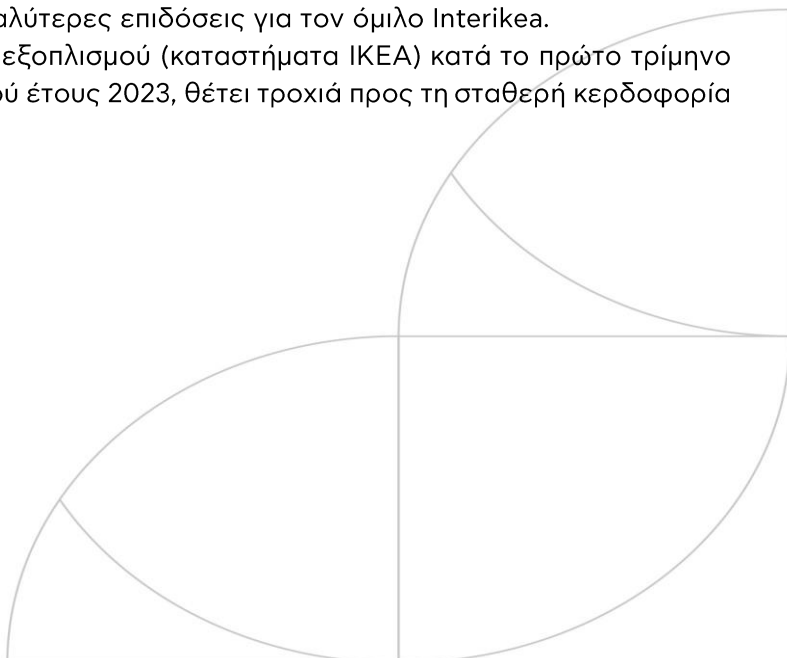 αλύτερες επιδόσεις για τον όμιλο Interikea.
εξοπλισμού (καταστήματα IKEA) κατά το πρώτο τρίμηνο
ού έτους 2023, θέτει τροχιά προς τη σταθερή κερδοφορία